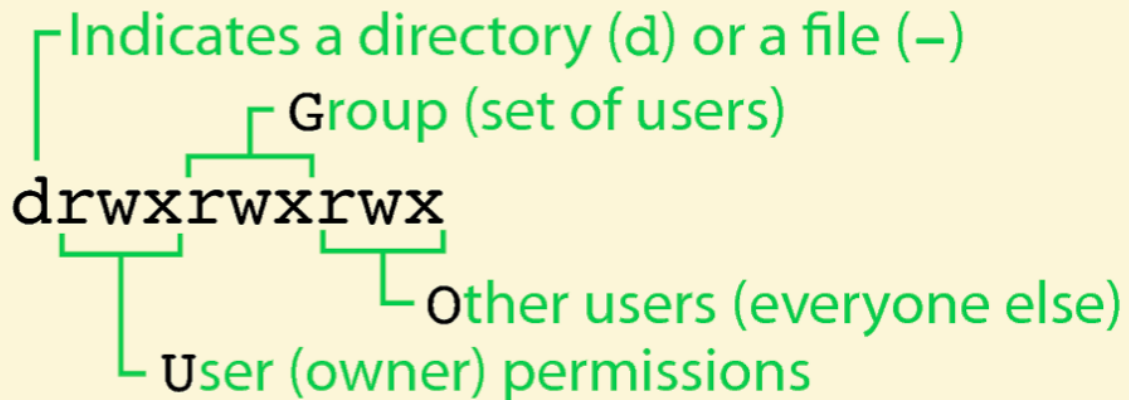 Indicates a directory (d) or a file (–)
Group (set of users)
drwxrwxrwx
Other users (everyone else)
User (owner) permissions